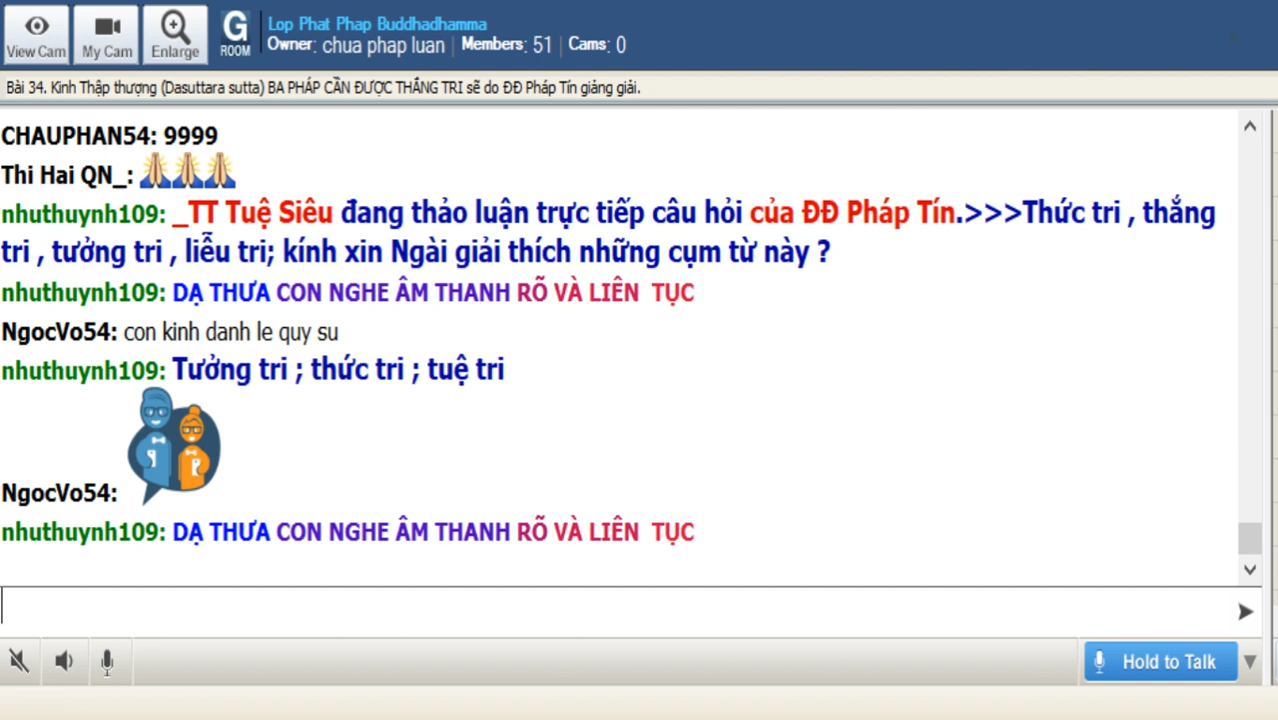 View Cam
My Cam
Enlarge
G
ROOM
Lop Phat Phap Buddhadhamma
Owner: chua phap luan | Members: 51 | Cams: 0
Bài 34. Kinh Thập thượng (Dasuttara sutta) BA PHÁP CẦN ĐƯỢC THẮNG TRI sẽ do ĐĐ Pháp Tín giảng giải.
CHAUPHAN54: 9999
Thi Hai QN_:
nhuthuynh109: _TT Tuệ Siêu đang thảo luận trực tiếp câu hỏi của ĐĐ Pháp Tín.>>>Thức tri , thắng
tri , tưởng tri , liễu tri; kính xin Ngài giải thích những cụm từ này ?
nhuthuynh109: DẠ THƯA CON NGHE ÂM THANH RÕ VÀ LIÊN TỤC
NgocVo54: con kinh danh le quy su
nhuthuynh109: Tưởng tri ; thức tri ; tuệ tri
NgocVo54:
nhuthuynh109: DẠ THƯA CON NGHE ÂM THANH RÕ VÀ LIÊN TỤC
Hold to Talk